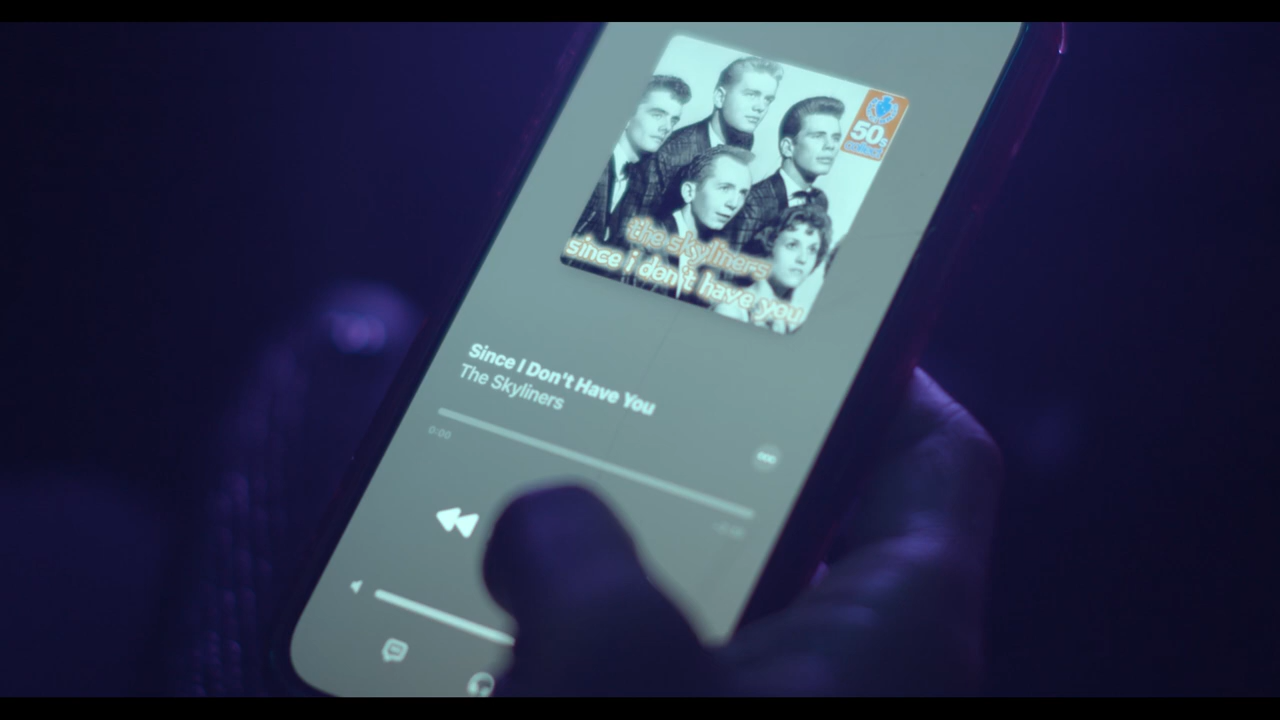 50s
the skyliners
since i don't have you
Since I Don't Have You
The Skyliners
0:00